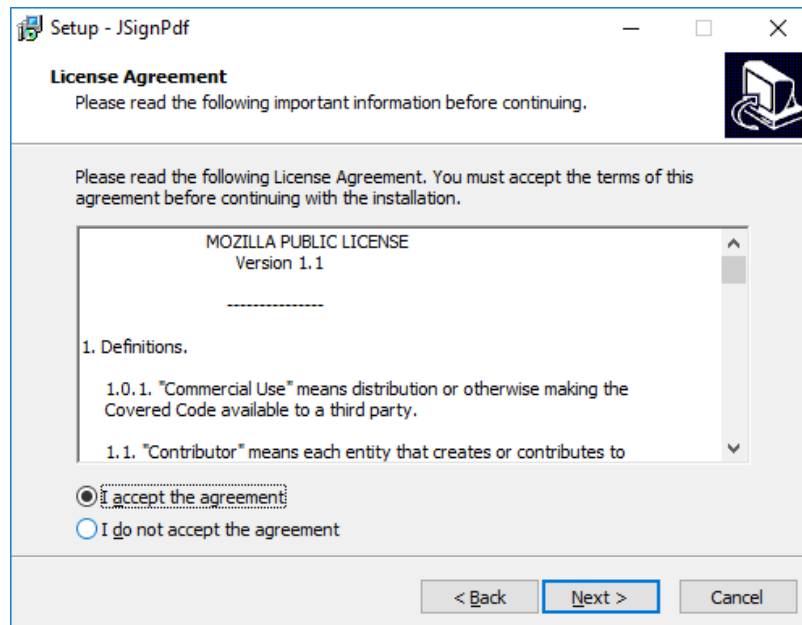 Setup - JSignPdf
License Agreement
Please read the following important information before continuing.
Please read the following License Agreement. You must accept the terms of this
agreement before continuing with the installation.
MOZILLA PUBLIC LICENSE
Version 1.1
---------------
1. Definitions.
1.0.1. "Commercial Use" means distribution or otherwise making the
Covered Code available to a third party.
1.1. "Contributor" means each entity that creates or contributes to
I accept the agreement
I do not accept the agreement
< Back Next > Cancel